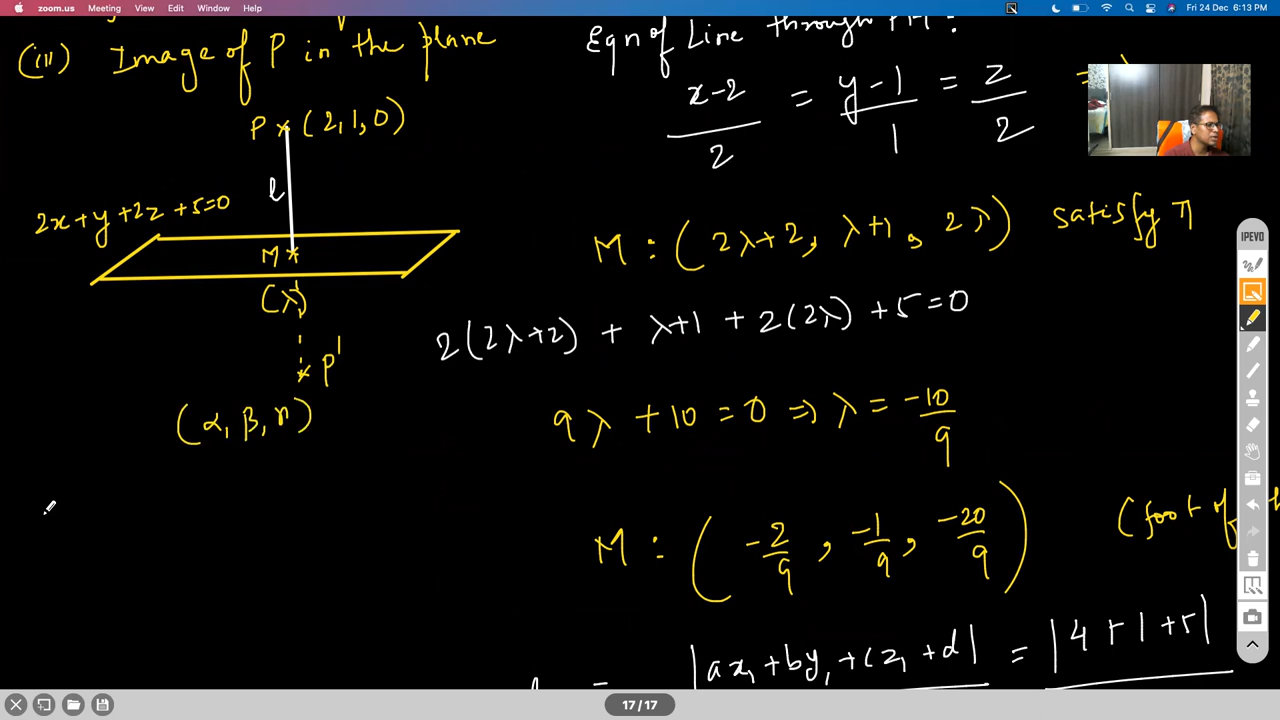 zoom.us Meeting View Edit Window Help Fri 24 Dec 6:13 PM
(iii) Image of P in the plane
P (2, 1, 0)
l
2x + y + 2z + 5 = 0
M
(λ)
P'
(α, β, γ)
Eqn of Line through PM :
x-2/2 = y-1/1 = z/2 =
M : (2λ+2, λ+1, 2λ) satisfy π
2(2λ+2) + λ+1 + 2(2λ) + 5 = 0
9λ + 10 = 0 ⇒ λ = -10/9
M : (-2/9, -1/9, -20/9) (foot of
|ax₁ + by₁ + cz₁ + d| = |4 + 1 + 5|
IPEVO
17/17